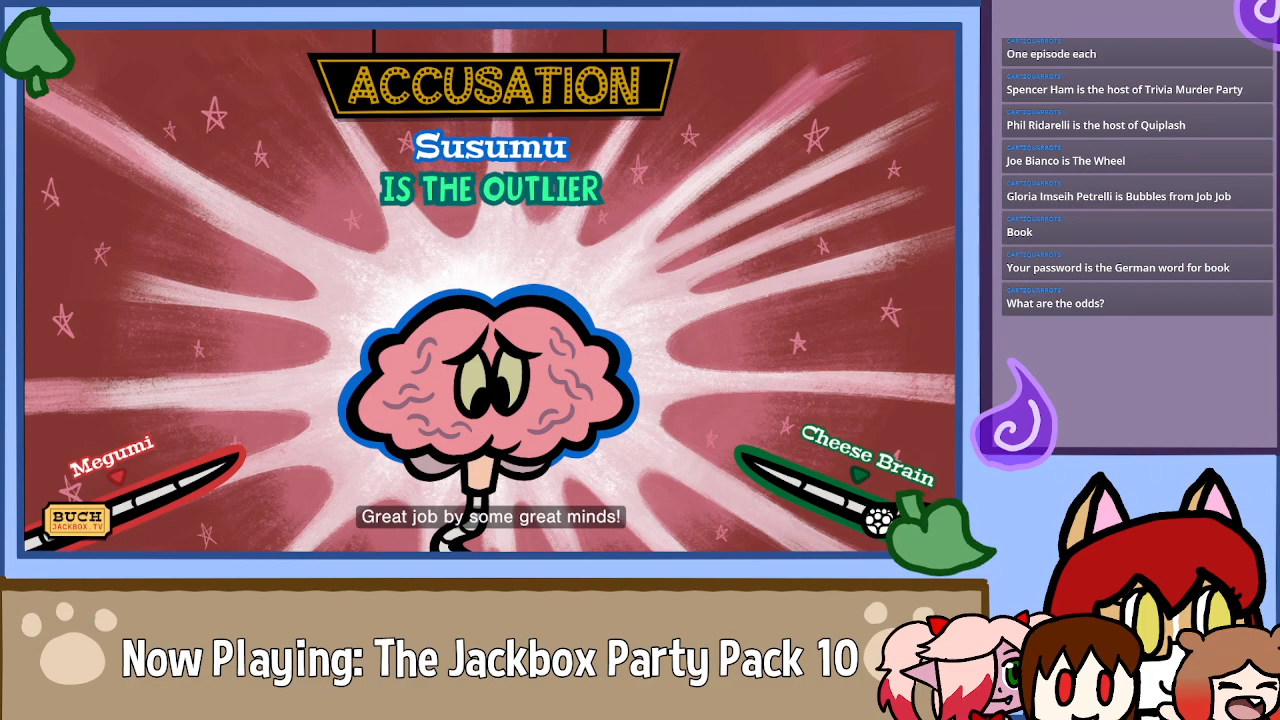 ACCUSATION
Susumu
IS THE OUTLIER
Megumi
Cheese Brain
BUCH
JACKBOX.TV
Great job by some great minds!
Now Playing: The Jackbox Party Pack 10
One episode each
Spencer Ham is the host of Trivia Murder Party
Phil Ridarelli is the host of Quiplash
Joe Bianco is The Wheel
Gloria Imseih Petrelli is Bubbles from Job Job
Book
Your password is the German word for book
What are the odds?